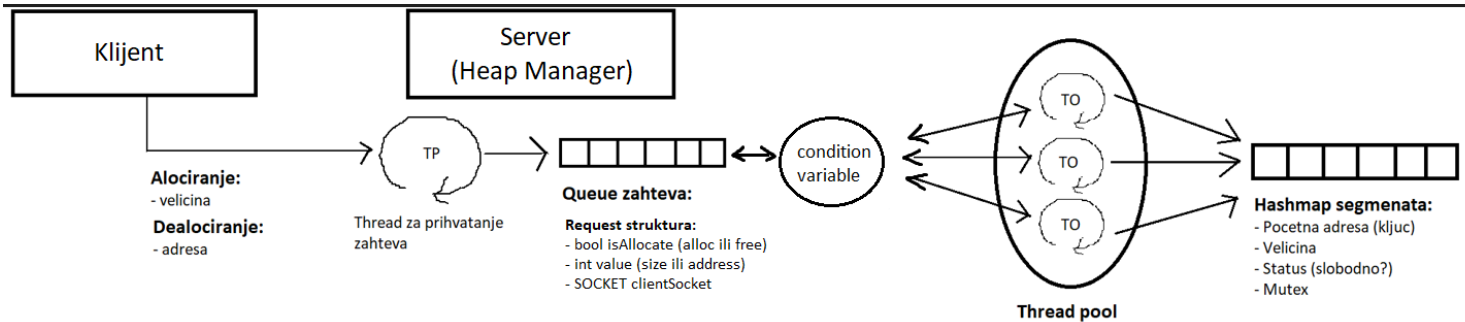 Klijent
Server
(Heap Manager)
TP
Alociranje:
- velicina
Dealociranje:
- adresa
Thread za prihvatanje
zahteva
Queue zahteva:
Request struktura:
- bool isAllocate (alloc ili free)
- int value (size ili address)
- SOCKET clientSocket
condition
variable
TO
TO
TO
Thread pool
Hashmap segmenata:
- Pocetna adresa (kljuc)
- Velicina
- Status (slobodno?)
- Mutex